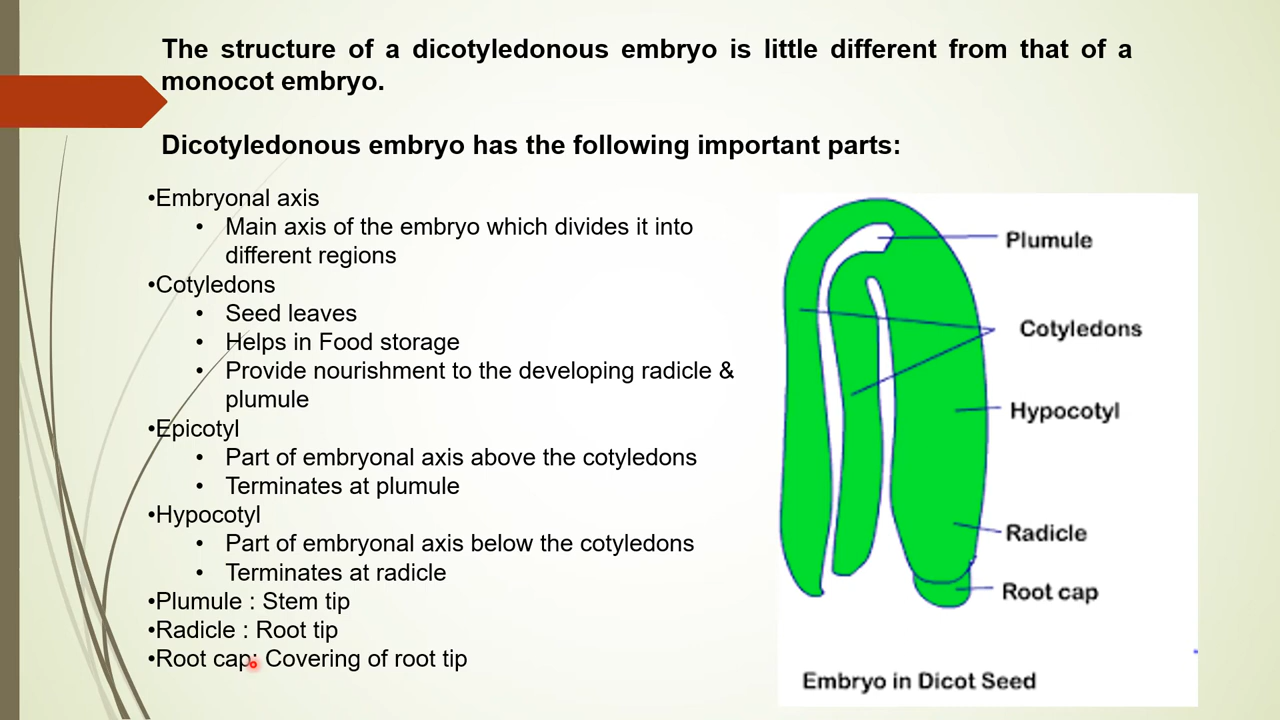 The structure of a dicotyledonous embryo is little different from that of a
monocot embryo.
Dicotyledonous embryo has the following important parts:
•Embryonal axis
• Main axis of the embryo which divides it into
different regions
•Cotyledons
• Seed leaves
• Helps in Food storage
• Provide nourishment to the developing radicle &
plumule
•Epicotyl
• Part of embryonal axis above the cotyledons
• Terminates at plumule
•Hypocotyl
• Part of embryonal axis below the cotyledons
• Terminates at radicle
•Plumule : Stem tip
•Radicle : Root tip
•Root cap: Covering of root tip
Plumule
Cotyledons
Hypocotyl
Radicle
Root cap
Embryo in Dicot Seed